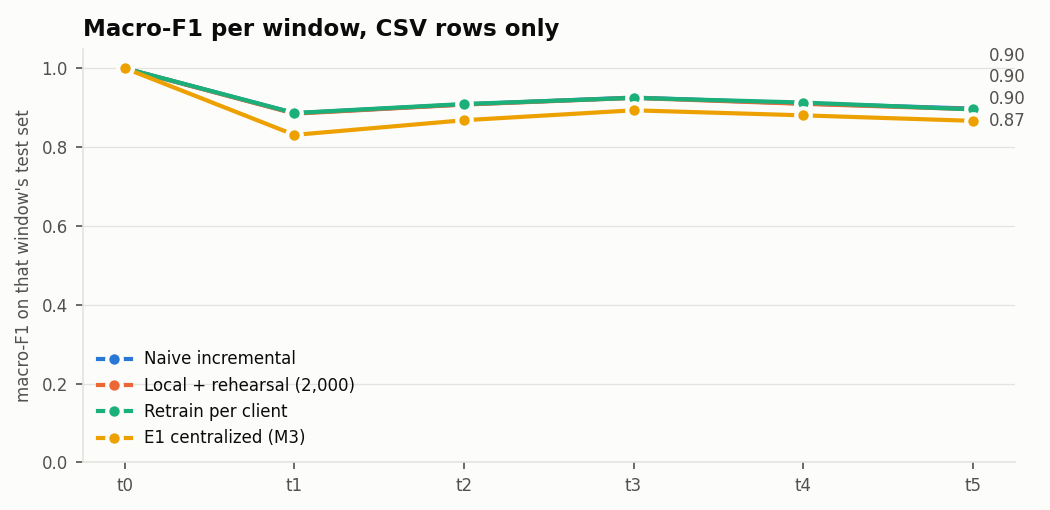 Macro-F1 per window, CSV rows only
macro-F1 on that window's test set
1.0
0.8
0.6
0.4
0.2
0.0
0.90
0.90
0.90
0.87
Naive incremental
Local + rehearsal (2,000)
Retrain per client
E1 centralized (M3)
t0 t1 t2 t3 t4 t5